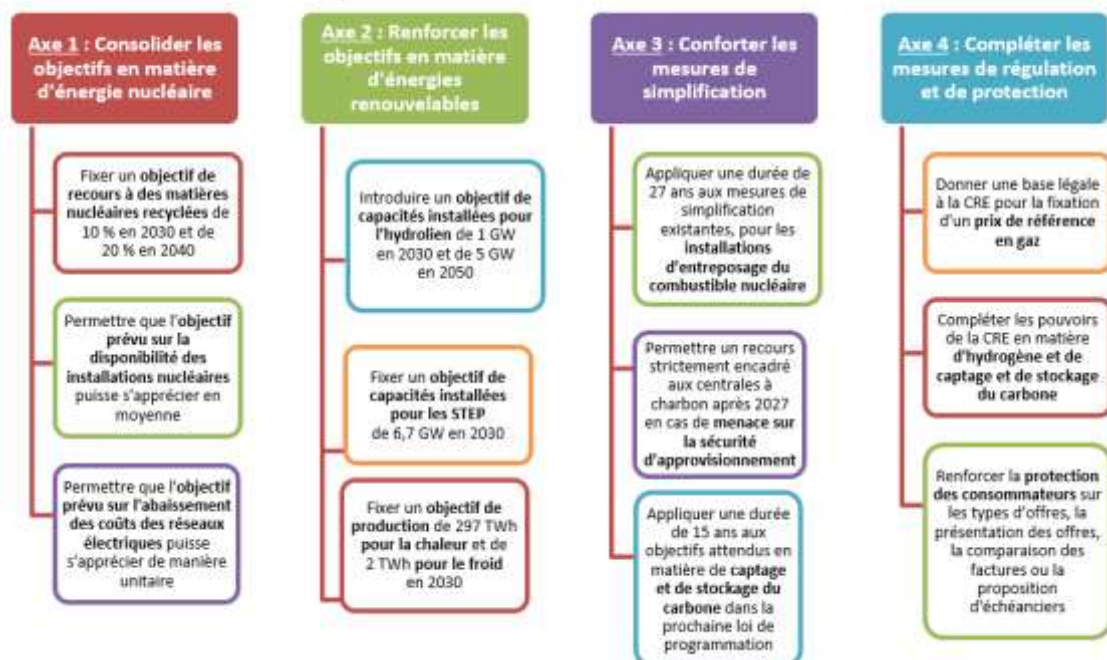 Axe 1 : Consolider les
objectifs en matière
d'énergie nucléaire
Fixer un objectif de
recours à des matières
nucléaires recyclées de
10 % en 2030 et de
20 % en 2040
Permettre que l'objectif
prévu sur la
disponibilité des
installations nucléaires
puisse s'apprécier en
moyenne
Permettre que l'objectif
prévu sur l'abaissement
des coûts des réseaux
électriques puisse
s'apprécier de manière
unitaire
Axe 2 : Renforcer les
objectifs en matière
d'énergies
renouvelables
Introduire un objectif de
capacités installées pour
l'hydrolien de 1 GW
en 2030 et de 5 GW
en 2050
Fixer un objectif de
capacités installées
pour les STEP
de 6,7 GW en 2030
Fixer un objectif de
production de 297 TWh
pour la chaleur et de
2 TWh pour le froid
en 2030
Axe 3 : Conforter les
mesures de
simplification
Appliquer une durée de
27 ans aux mesures de
simplification
existantes, pour les
installations
d'entreposage du
combustible nucléaire
Permettre un recours
strictement encadré
aux centrales à
charbon après 2027
en cas de menace sur
la sécurité
d'approvisionnement
Appliquer une durée
de 15 ans aux
objectifs attendus en
matière de captage
et de stockage du
carbone dans la
prochaine loi de
programmation
Axe 4 : Compléter les
mesures de régulation
et de protection
Donner une base légale
à la CRE pour la fixation
d'un prix de référence
en gaz
Compléter les pouvoirs
de la CRE en matière
d'hydrogène et de
captage et de stockage
du carbone
Renforcer la protection
des consommateurs sur
les types d'offres, la
présentation des offres,
la comparaison des
factures ou la
proposition
d'échéanciers